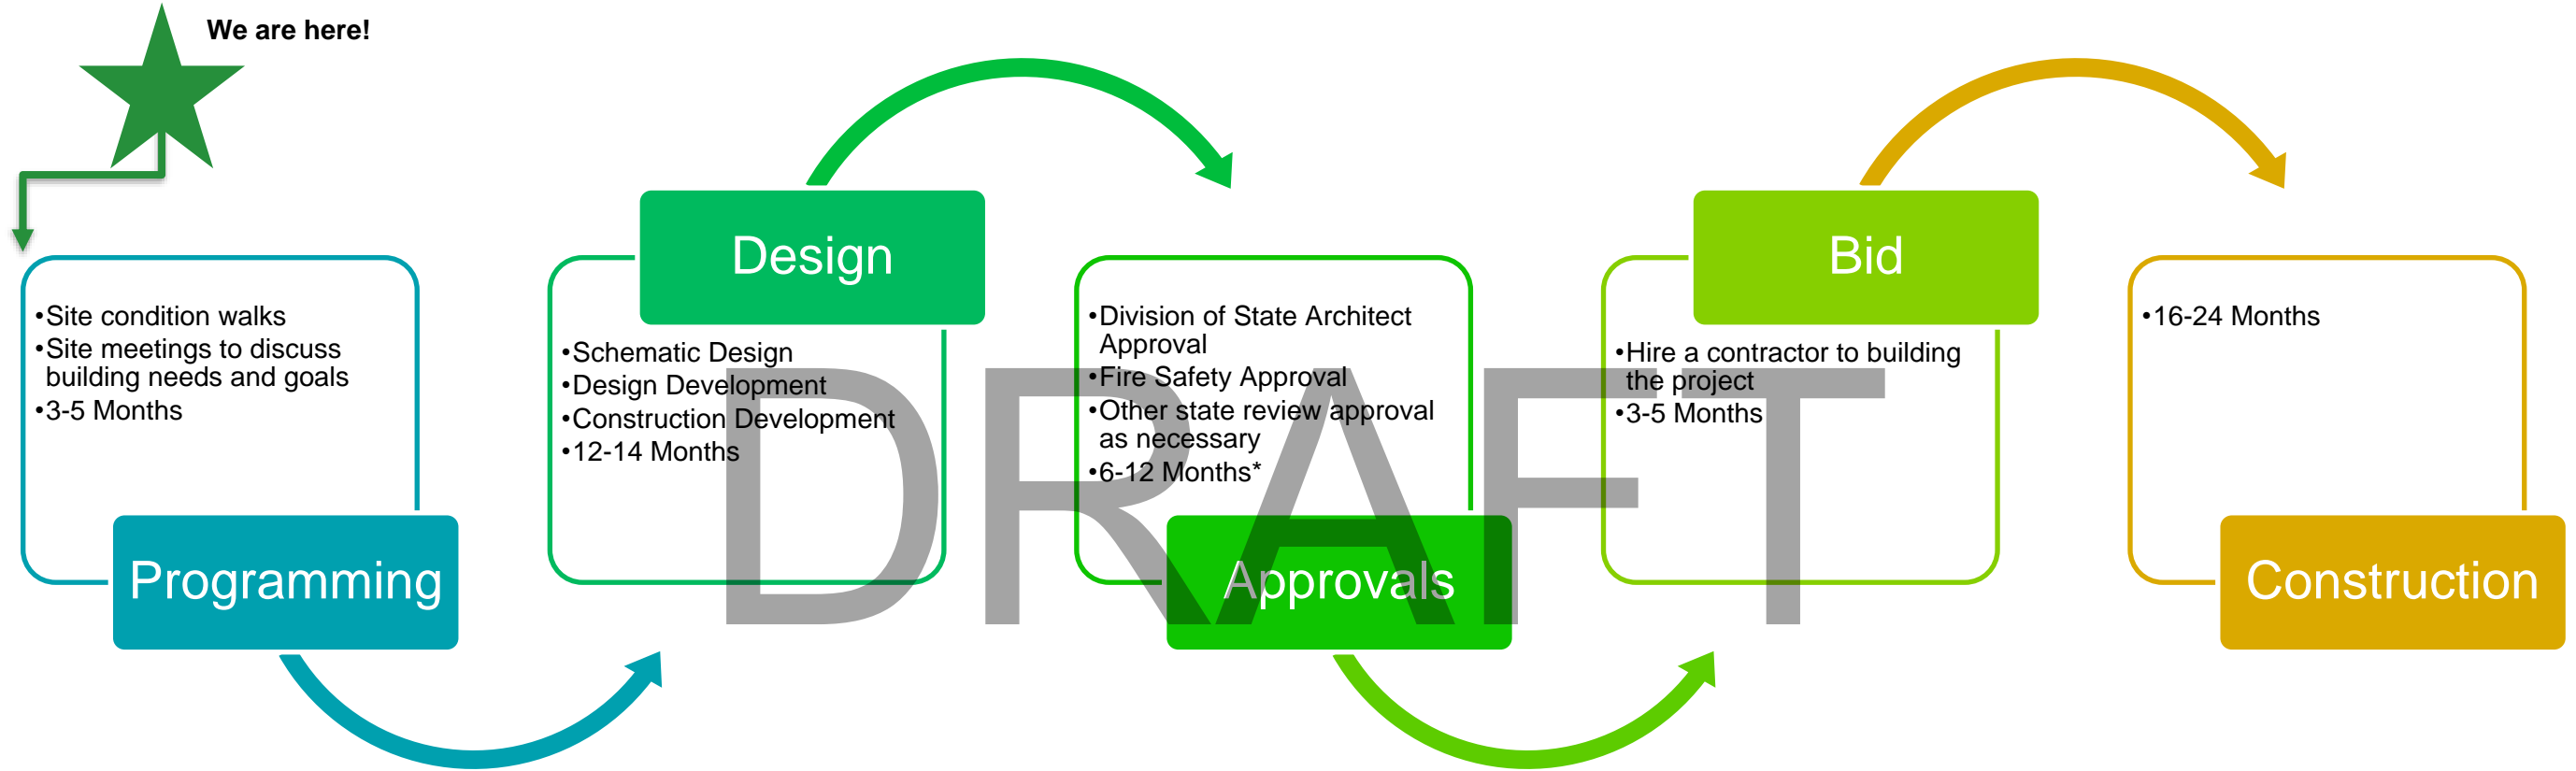 We are here!
•Site condition walks
•Site meetings to discuss
building needs and goals
•3-5 Months
Programming
Design
•Schematic Design
•Design Development
•Construction Development
•12-14 Months
•Division of State Architect
Approval
•Fire Safety Approval
•Other state review approval
as necessary
•6-12 Months*
Approvals
Bid
•Hire a contractor to building
the project
•3-5 Months
•16-24 Months
Construction
DRAFT